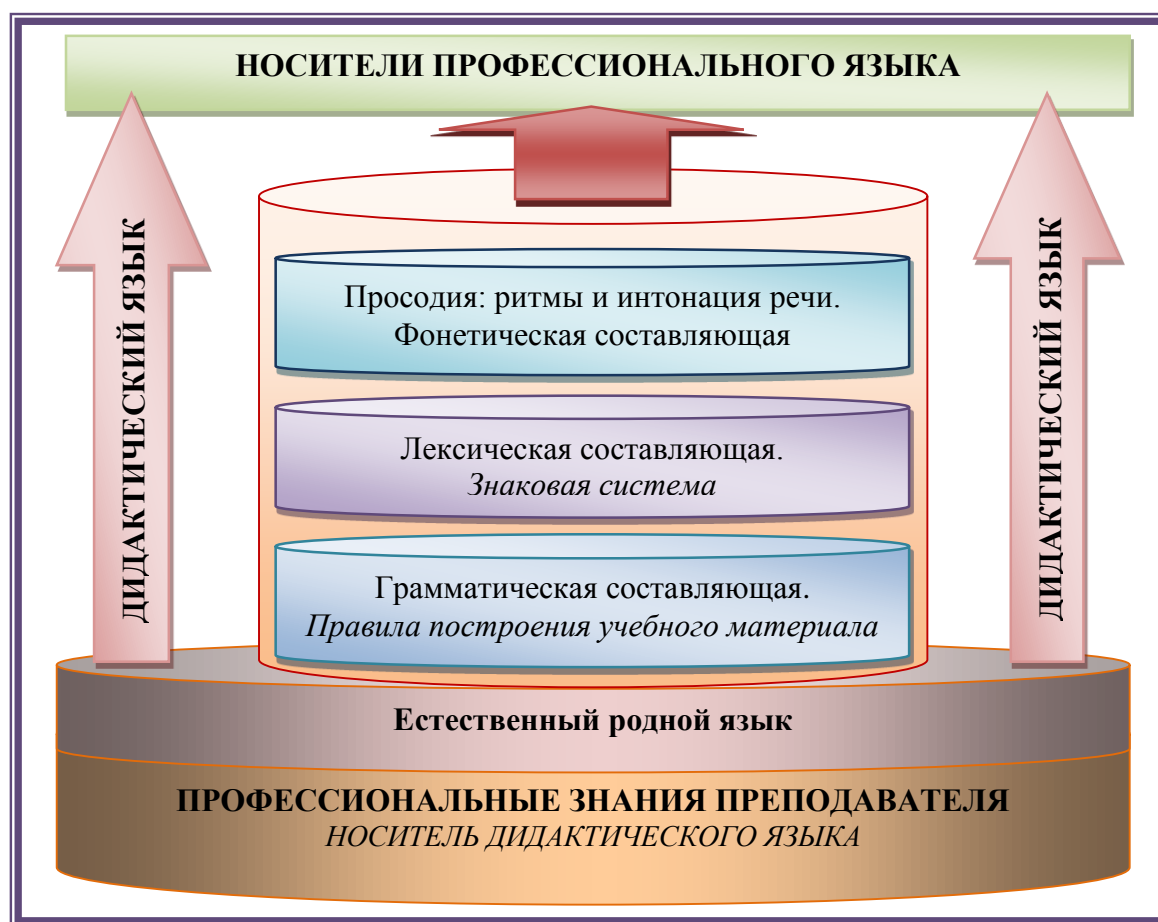 НОСИТЕЛИ ПРОФЕССИОНАЛЬНОГО ЯЗЫКА
ДИДАКТИЧЕСКИЙ ЯЗЫК
Просодия: ритмы и интонация речи.
Фонетическая составляющая
Лексическая составляющая.
Знаковая система
Грамматическая составляющая.
Правила построения учебного материала
ДИДАКТИЧЕСКИЙ ЯЗЫК
Естественный родной язык
ПРОФЕССИОНАЛЬНЫЕ ЗНАНИЯ ПРЕПОДАВАТЕЛЯ
НОСИТЕЛЬ ДИДАКТИЧЕСКОГО ЯЗЫКА